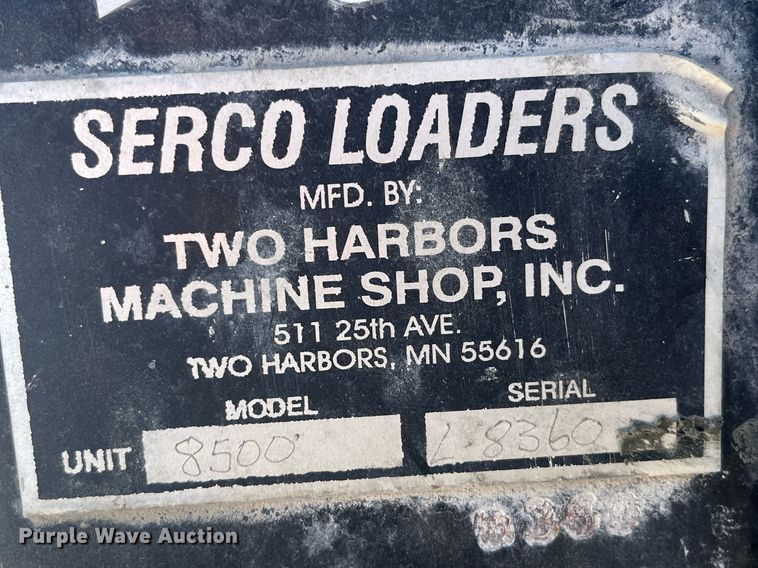 SERCO LOADERS
MFD. BY:
TWO HARBORS
MACHINE SHOP, INC.
511 25th AVE.
TWO HARBORS, MN 55616
MODEL SERIAL
UNIT 8500 L-8360
Purple Wave Auction